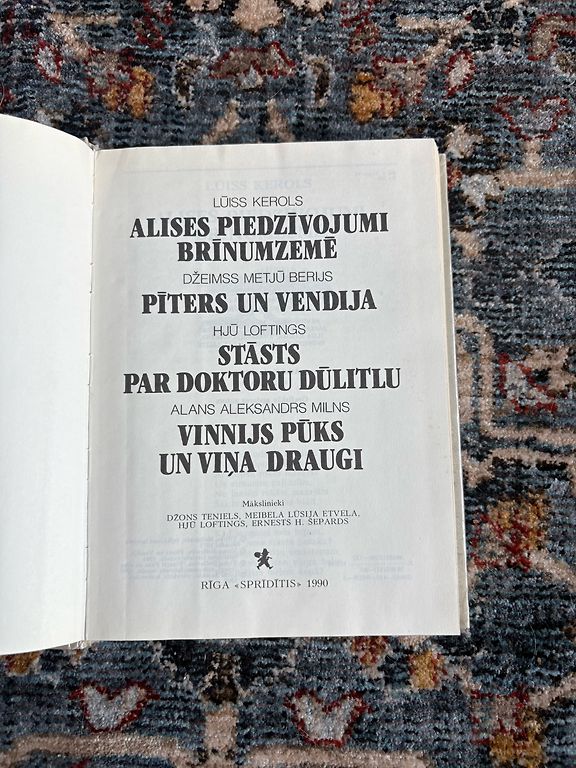 LŪISS KEROLS
ALISES PIEDZĪVOJUMI
BRĪNUMZEMĒ
DŽEIMSS METJŪ BERIJS
PĪTERS UN VENDIJA
HJŪ LOFTINGS
STĀSTS
PAR DOKTORU DŪLITLU
ALANS ALEKSANDRS MILNS
VINNIJS PŪKS
UN VIŅA DRAUGI
Mākslinieki
DŽONS TENIELS, MEIBELA LŪSIJA ETVELA,
HJŪ LOFTINGS, ERNESTS H. ŠEPARDS
RĪGA «SPRĪDĪTIS» 1990